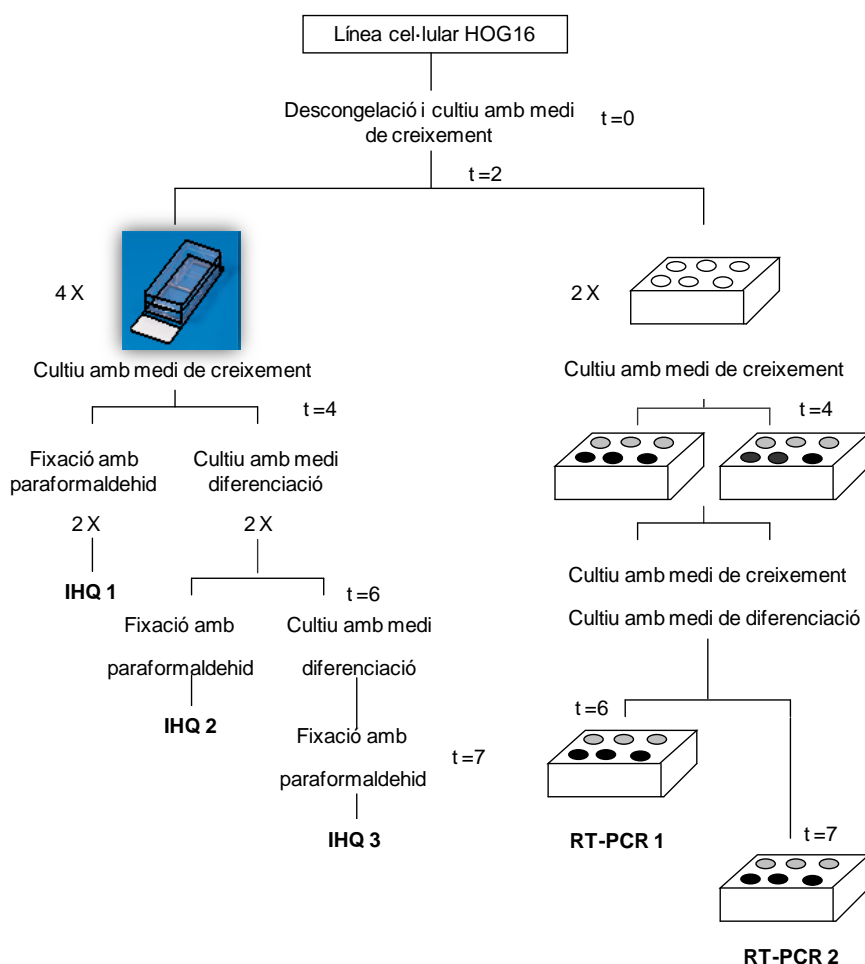 Línea cel·lular HOG16
Descongelació i cultiu amb medi
de creixement
t=0
t=2
4 X
2 X
Cultiu amb medi de creixement
t=4
Fixació amb
paraformaldehid
Cultiu amb medi
diferenciació
2 X
2 X
IHQ 1
t=6
Fixació amb
paraformaldehid
Cultiu amb medi
diferenciació
IHQ 2
Fixació amb
paraformaldehid
t=7
IHQ 3
Cultiu amb medi de creixement
t=4
Cultiu amb medi de creixement
Cultiu amb medi de diferenciació
t=6
RT-PCR 1
t=7
RT-PCR 2